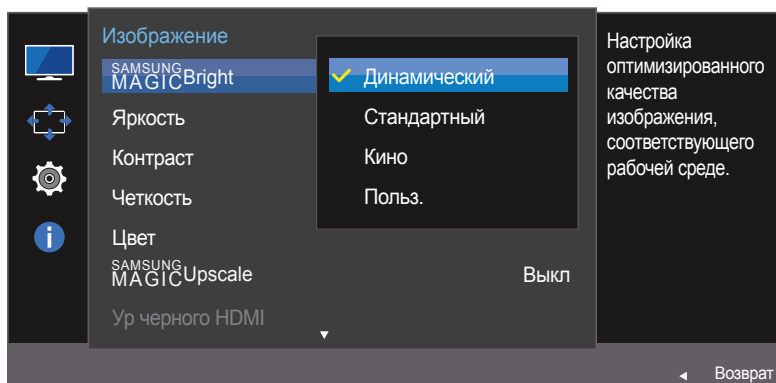 Изображение
SAMSUNG MAGIC Bright
Яркость
Контраст
Четкость
Цвет
SAMSUNG MAGIC Upscale Выкл
Ур черного HDMI
Динамический
Стандартный
Кино
Польз.
Настройка
оптимизированного
качества
изображения,
соответствующего
рабочей среде.
Возврат